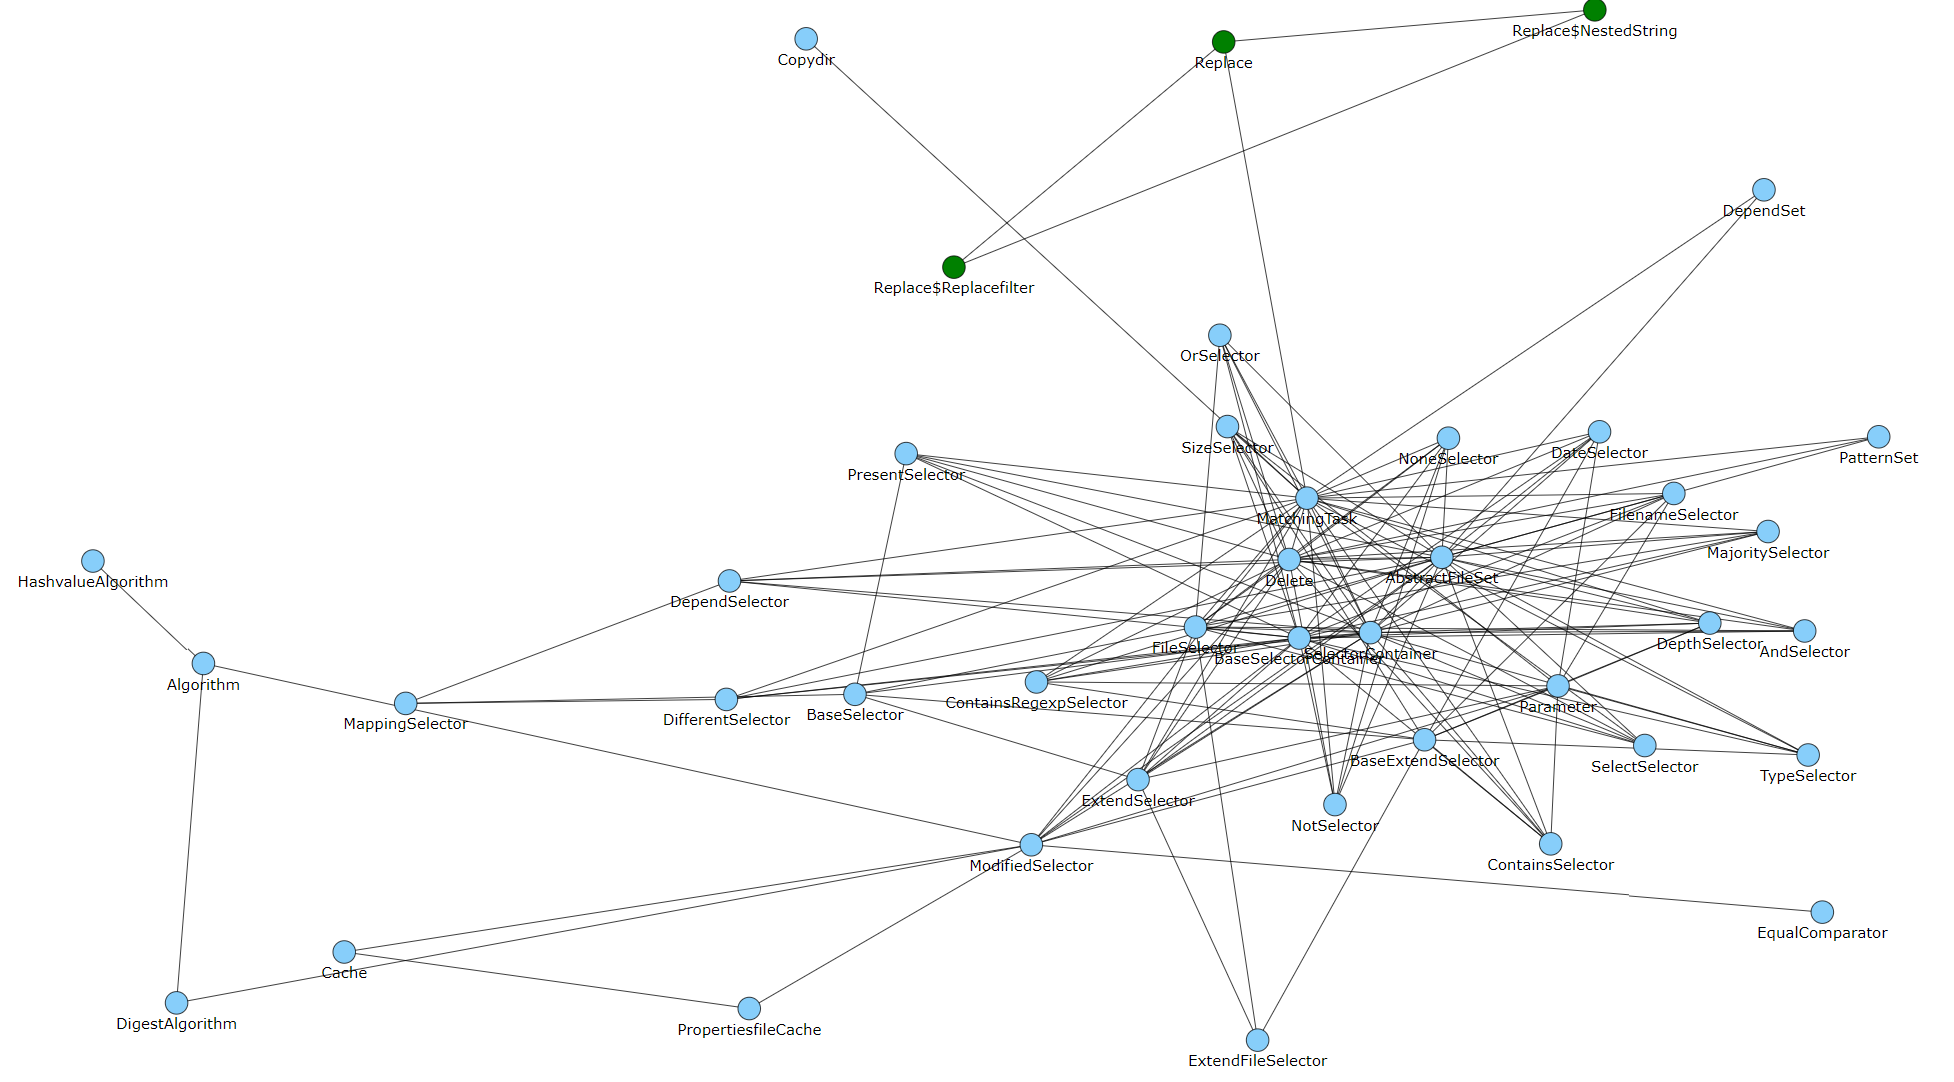 Replace$NestedString
Copydir
Replace
DependSet
Replace$Replacefilter
OrSelector
SizeSelector
NoneSelector
DateSelector
PatternSet
PresentSelector
MatchingTask
FilenameSelector
MajoritySelector
HashvalueAlgorithm
Delete
AbstractFileSet
DependSelector
FileSelector
BaseSelectorContainer
SelectorContainer
DepthSelector
AndSelector
Algorithm
MappingSelector
DifferentSelector
BaseSelector
ContainsRegexpSelector
Parameter
BaseExtendSelector
SelectSelector
TypeSelector
ExtendSelector
NotSelector
ModifiedSelector
ContainsSelector
EqualComparator
Cache
DigestAlgorithm
PropertiesfileCache
ExtendFileSelector